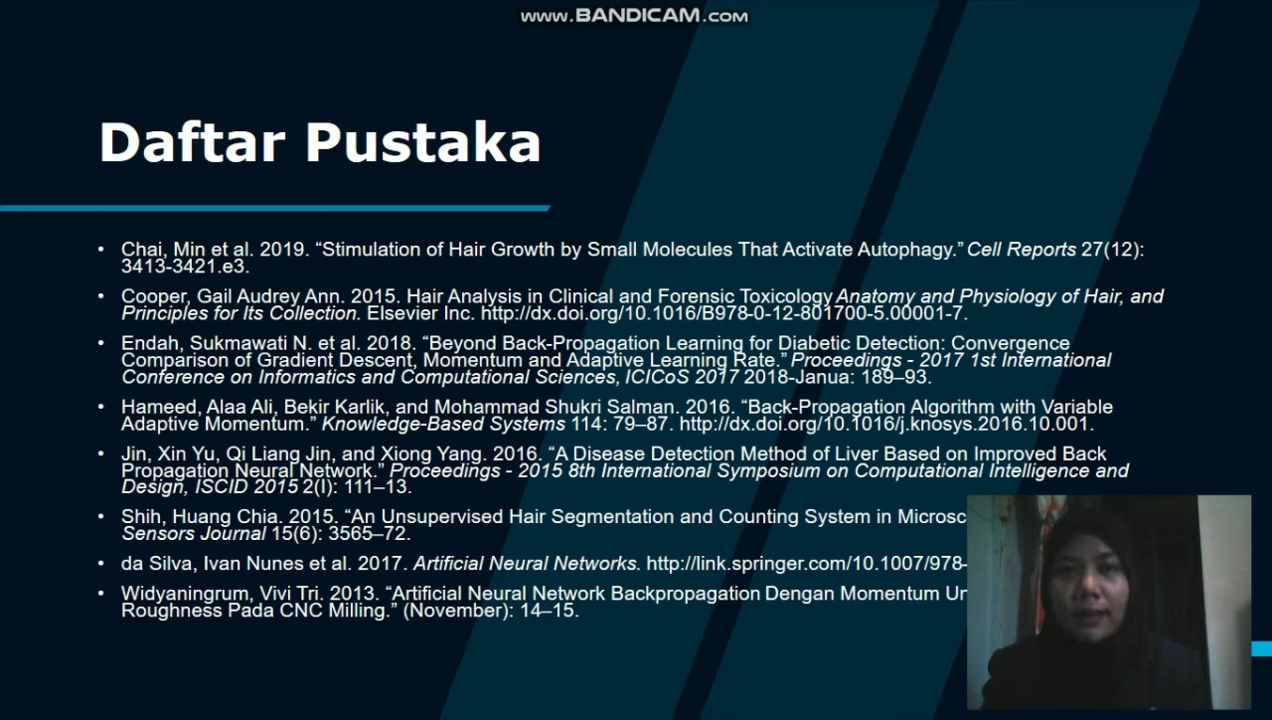 www.BANDICAM.com
Daftar Pustaka
• Chai, Min et al. 2019. “Stimulation of Hair Growth by Small Molecules That Activate Autophagy.” Cell Reports 27(12):
3413-3421.e3.
• Cooper, Gail Audrey Ann. 2015. Hair Analysis in Clinical and Forensic Toxicology Anatomy and Physiology of Hair, and
Principles for Its Collection. Elsevier Inc. http://dx.doi.org/10.1016/B978-0-12-801700-5.00001-7.
• Endah, Sukmawati N. et al. 2018. “Beyond Back-Propagation Learning for Diabetic Detection: Convergence
Comparison of Gradient Descent, Momentum and Adaptive Learning Rate.” Proceedings - 2017 1st International
Conference on Informatics and Computational Sciences, ICICoS 2017 2018-Janua: 189–93.
• Hameed, Alaa Ali, Bekir Karlik, and Mohammad Shukri Salman. 2016. “Back-Propagation Algorithm with Variable
Adaptive Momentum.” Knowledge-Based Systems 114: 79–87. http://dx.doi.org/10.1016/j.knosys.2016.10.001.
• Jin, Xin Yu, Qi Liang Jin, and Xiong Yang. 2016. “A Disease Detection Method of Liver Based on Improved Back
Propagation Neural Network.” Proceedings - 2015 8th International Symposium on Computational Intelligence and
Design, ISCID 2015 2(I): 111–13.
• Shih, Huang Chia. 2015. “An Unsupervised Hair Segmentation and Counting System in Microsc
Sensors Journal 15(6): 3565–72.
• da Silva, Ivan Nunes et al. 2017. Artificial Neural Networks. http://link.springer.com/10.1007/978-
• Widyaningrum, Vivi Tri. 2013. “Artificial Neural Network Backpropagation Dengan Momentum Un
Roughness Pada CNC Milling.” (November): 14–15.